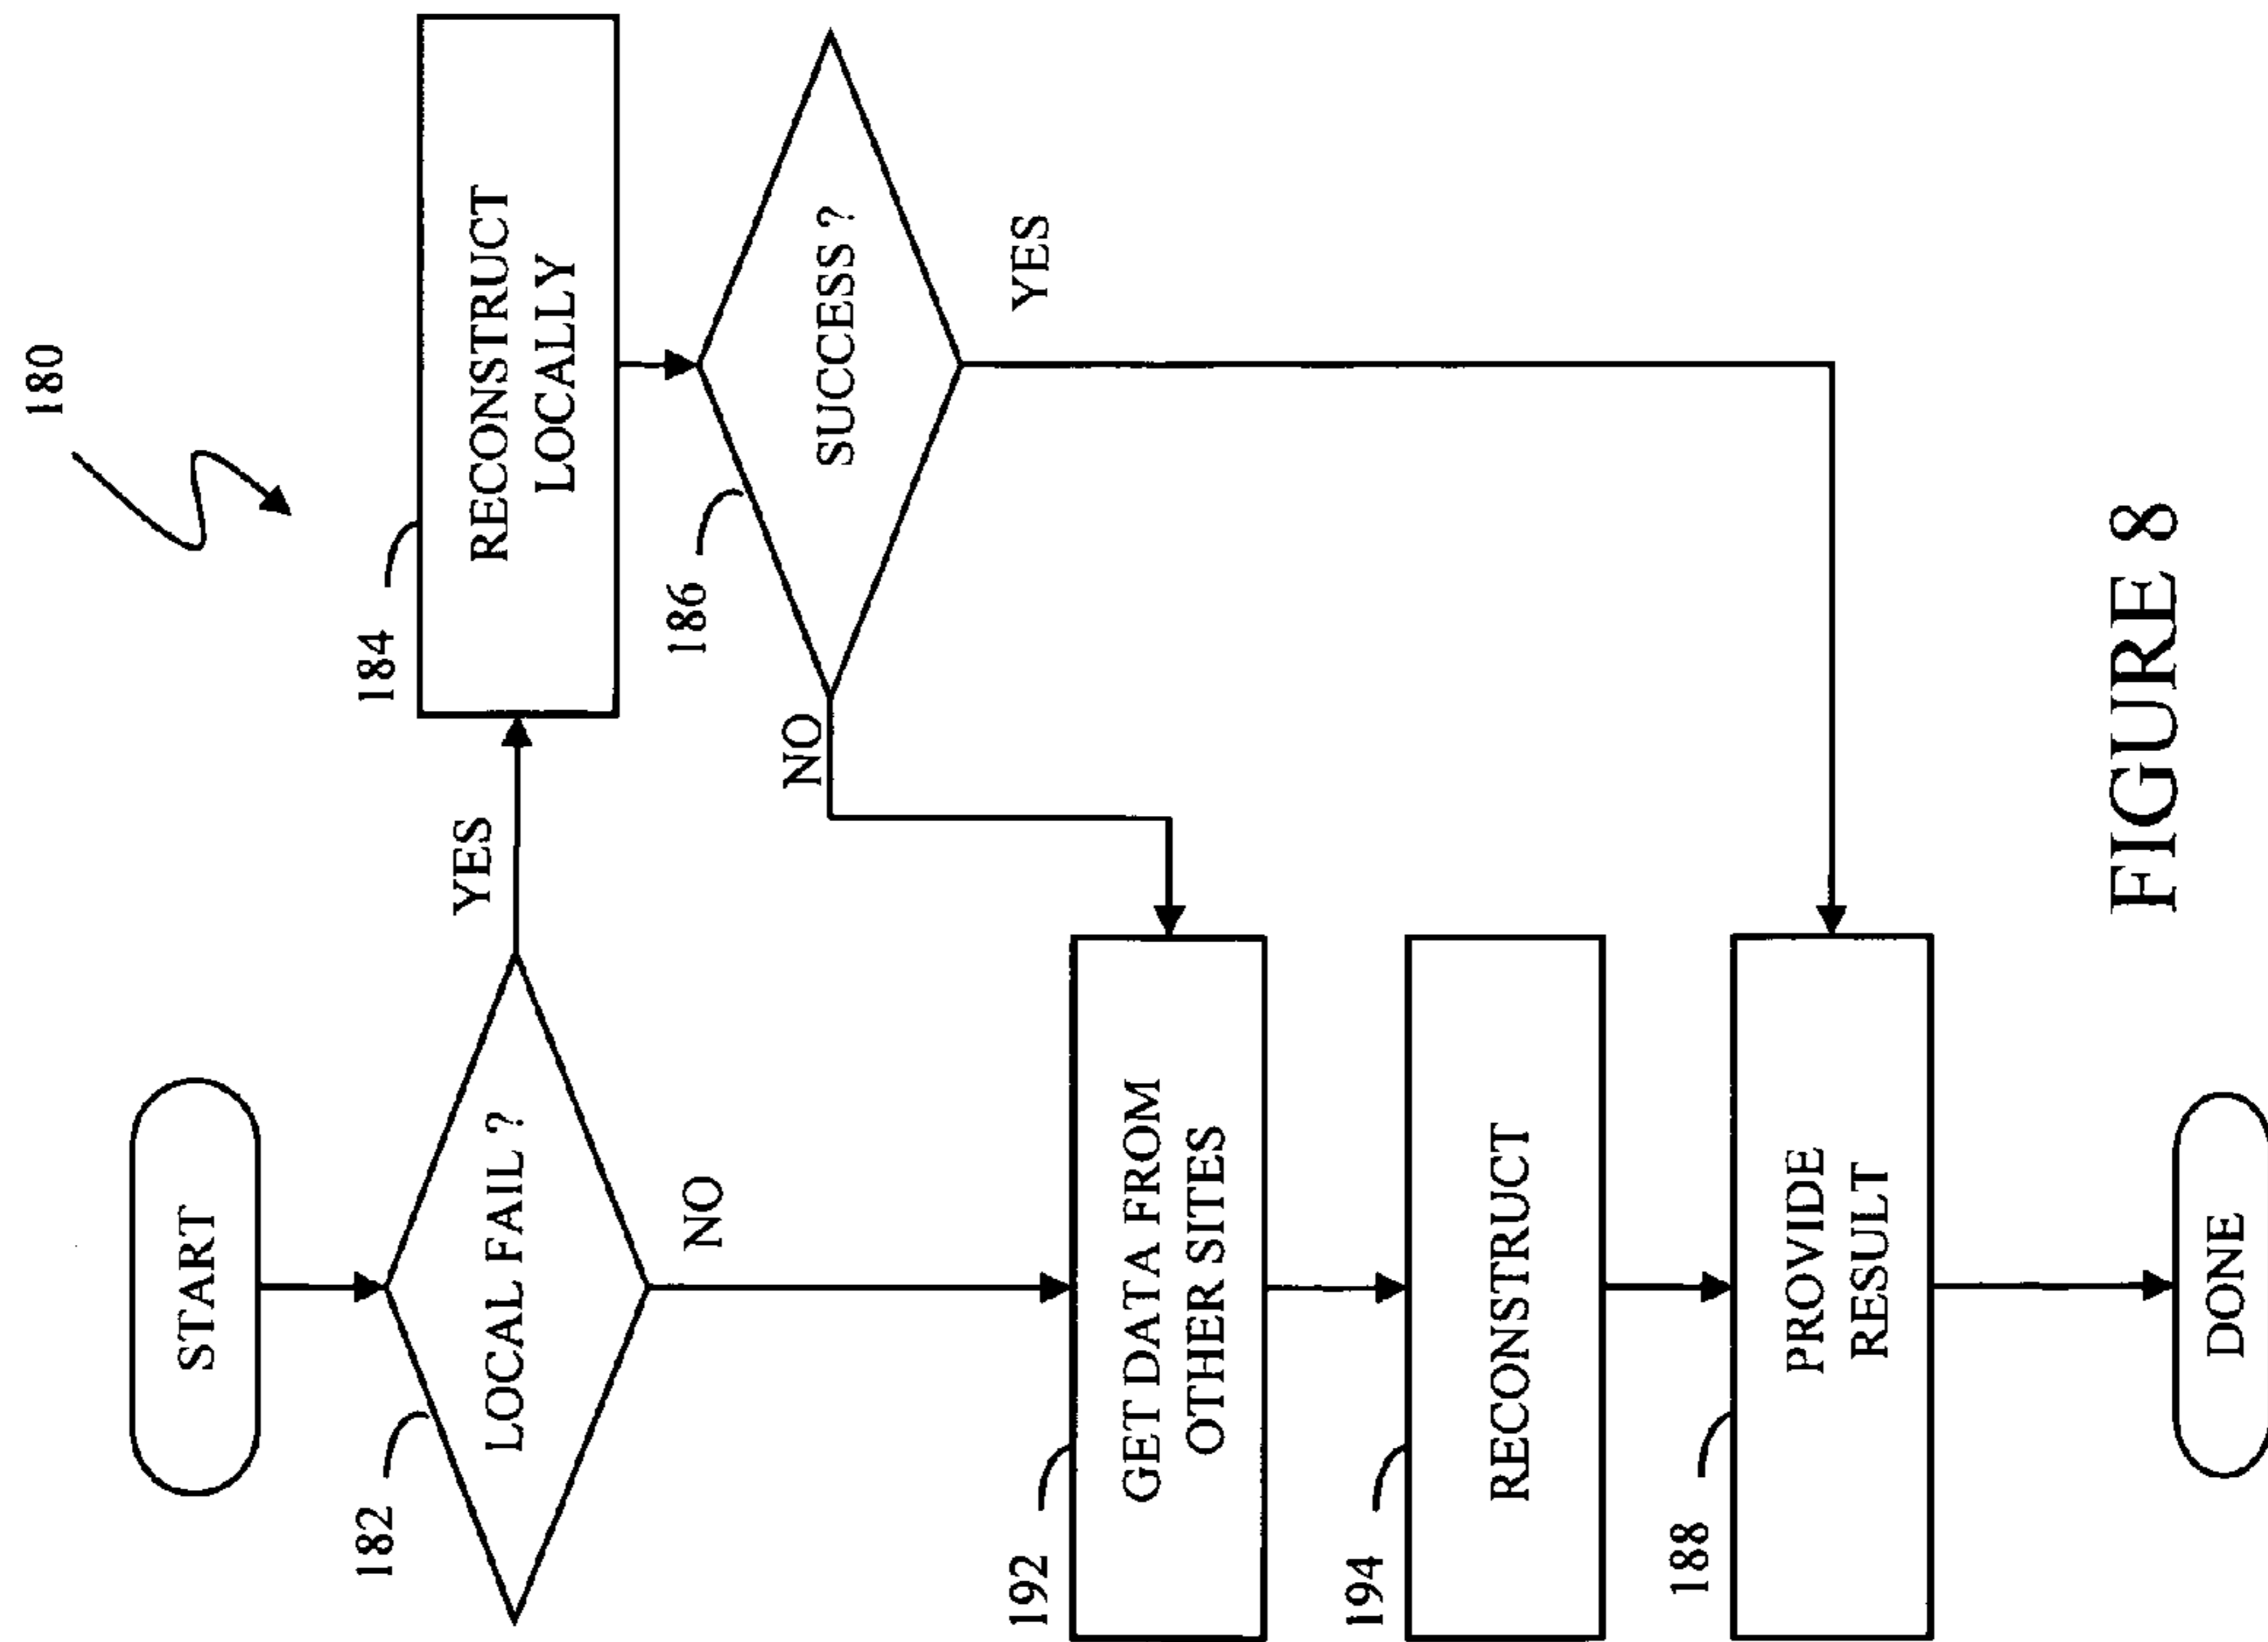 180
START
182
LOCAL FAIL ?
YES
NO
184
RECONSTRUCT
LOCALLY
186
SUCCESS ?
NO
YES
192
GET DATA FROM
OTHER SITES
194
RECONSTRUCT
188
PROVIDE
RESULT
DONE
FIGURE 8